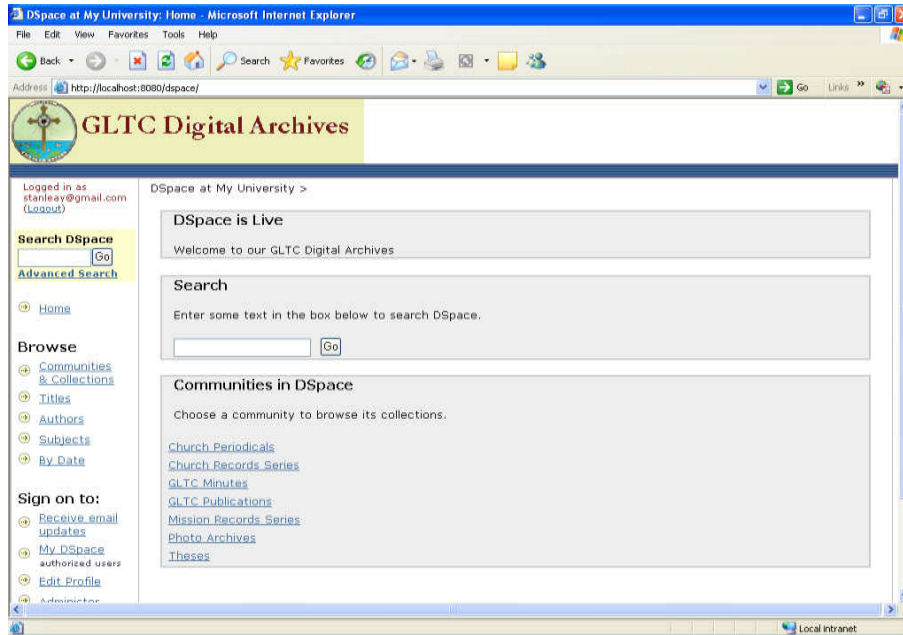 DSpace at My University: Home - Microsoft Internet Explorer
File Edit View Favorites Tools Help
Back Search Favorites
Address http://localhost:8080/dspace/ Go Links »
GLTC Digital Archives
Logged in as
stanleay@gmail.com
(Logout)
Search DSpace
Go
Advanced Search
Home
Browse
Communities
& Collections
Titles
Authors
Subjects
By Date
Sign on to:
Receive email
updates
My DSpace
authorized users
Edit Profile
Administer
DSpace at My University >
DSpace is Live
Welcome to our GLTC Digital Archives
Search
Enter some text in the box below to search DSpace.
Go
Communities in DSpace
Choose a community to browse its collections.
Church Periodicals
Church Records Series
GLTC Minutes
GLTC Publications
Mission Records Series
Photo Archives
Theses
Local intranet